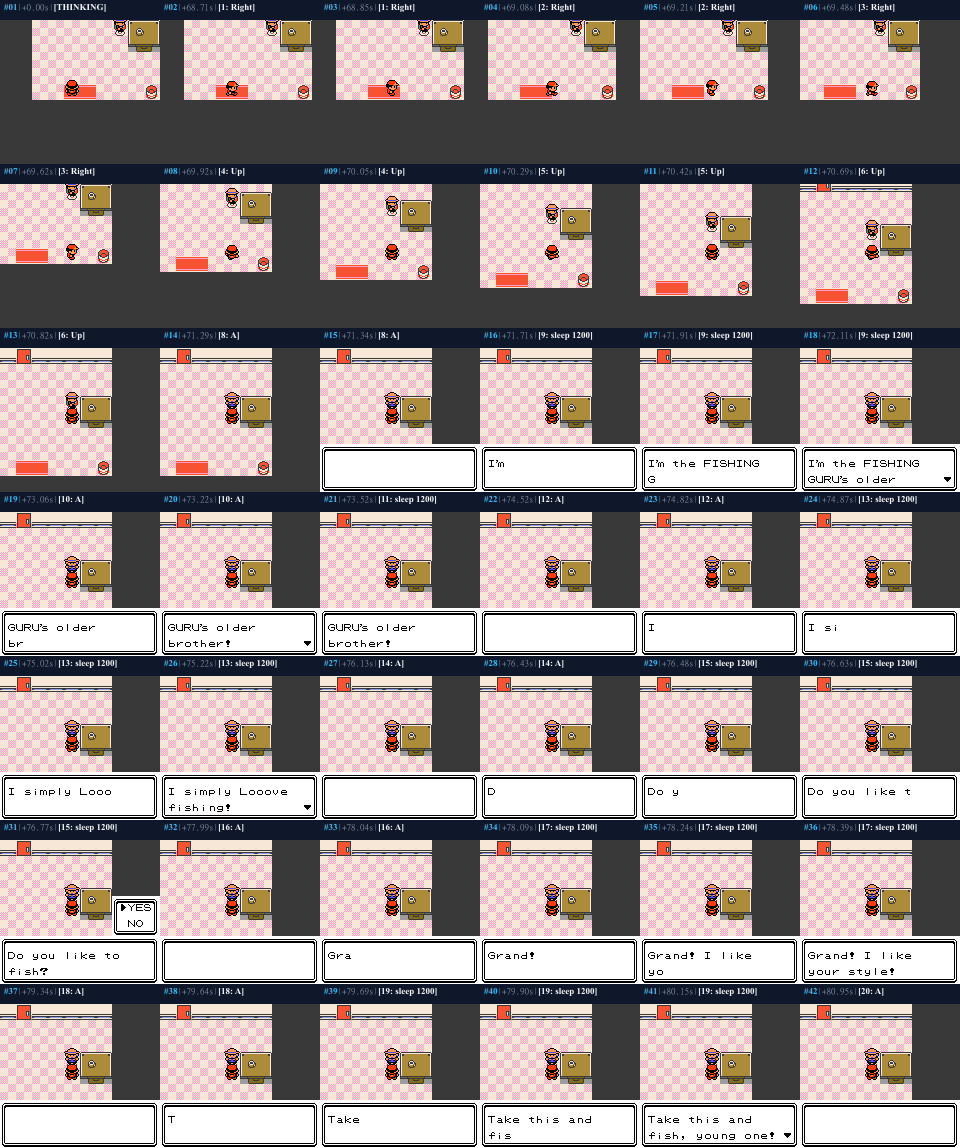 #01|+0.00s|[THINKING]
#02|+68.71s|[1: Right]
#03|+68.85s|[1: Right]
#04|+69.08s|[2: Right]
#05|+69.21s|[2: Right]
#06|+69.48s|[3: Right]
#07|+69.62s|[3: Right]
#08|+69.92s|[4: Up]
#09|+70.05s|[4: Up]
#10|+70.29s|[5: Up]
#11|+70.42s|[5: Up]
#12|+70.69s|[6: Up]
#13|+70.82s|[6: Up]
#14|+71.29s|[8: A]
#15|+71.34s|[8: A]
#16|+71.71s|[9: sleep 1200]
I'm
#17|+71.91s|[9: sleep 1200]
I'm the FISHING
G
#18|+72.11s|[9: sleep 1200]
I'm the FISHING
GURU's older
#19|+73.06s|[10: A]
GURU's older
br
#20|+73.22s|[10: A]
GURU's older
brother!
#21|+73.52s|[11: sleep 1200]
GURU's older
brother!
#22|+74.52s|[12: A]
#23|+74.82s|[12: A]
I
#24|+74.87s|[13: sleep 1200]
I si
#25|+75.02s|[13: sleep 1200]
I simply Looo
#26|+75.22s|[13: sleep 1200]
I simply Looove
fishing!
#27|+76.13s|[14: A]
#28|+76.43s|[14: A]
D
#29|+76.48s|[15: sleep 1200]
Do y
#30|+76.63s|[15: sleep 1200]
Do you like t
#31|+76.77s|[15: sleep 1200]
YES
NO
Do you like to
fish?
#32|+77.99s|[16: A]
#33|+78.04s|[16: A]
Gra
#34|+78.09s|[17: sleep 1200]
Grand!
#35|+78.24s|[17: sleep 1200]
Grand! I like
yo
#36|+78.39s|[17: sleep 1200]
Grand! I like
your style!
#37|+79.34s|[18: A]
#38|+79.64s|[18: A]
T
#39|+79.69s|[19: sleep 1200]
Take
#40|+79.90s|[19: sleep 1200]
Take this and
fis
#41|+80.15s|[19: sleep 1200]
Take this and
fish, young one!
#42|+80.95s|[20: A]